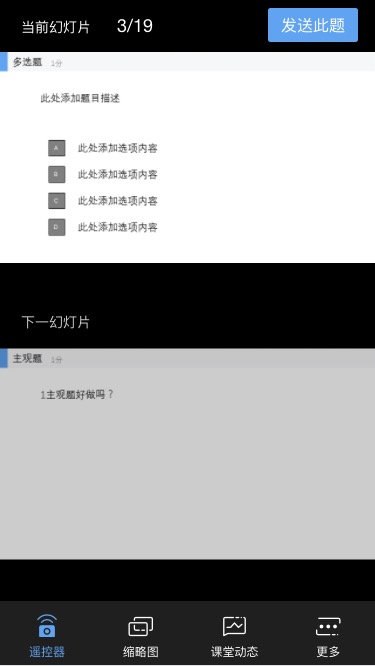 当前幻灯片 3/19 发送此题
多选题 1分
此处添加题目描述
A 此处添加选项内容
B 此处添加选项内容
C 此处添加选项内容
D 此处添加选项内容
下一幻灯片
主观题 1分
1主观题好做吗？
遥控器 缩略图 课堂动态 更多